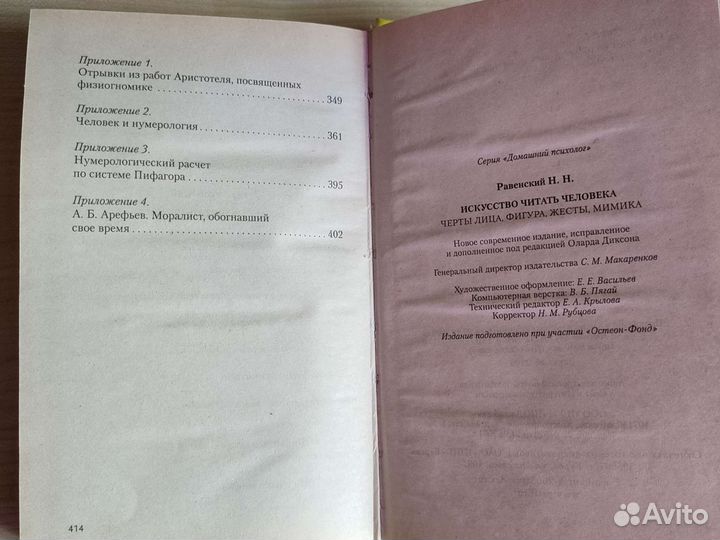 Приложение 1.
Отрывки из работ Аристотеля, посвященных
физиогномике ........................................ 349
Приложение 2.
Человек и нумерология ........................... 361
Приложение 3.
Нумерологический расчет
по системе Пифагора ............................. 395
Приложение 4.
А. Б. Арефьев. Моралист, обогнавший
свое время ............................................ 402
414
Серия «Домашний психолог»
Равенский Н. Н.
ИСКУССТВО ЧИТАТЬ ЧЕЛОВЕКА
ЧЕРТЫ ЛИЦА, ФИГУРА, ЖЕСТЫ, МИМИКА
Новое современное издание, исправленное
и дополненное под редакцией Оларда Диксона
Генеральный директор издательства С. М. Макаренков
Художественное оформление: Е. Е. Васильев
Компьютерная верстка: В. Б. Пягай
Технический редактор Е. А. Крылова
Корректор Н. М. Рубцова
Издание подготовлено при участии «Остеон-Фонд»
Avito